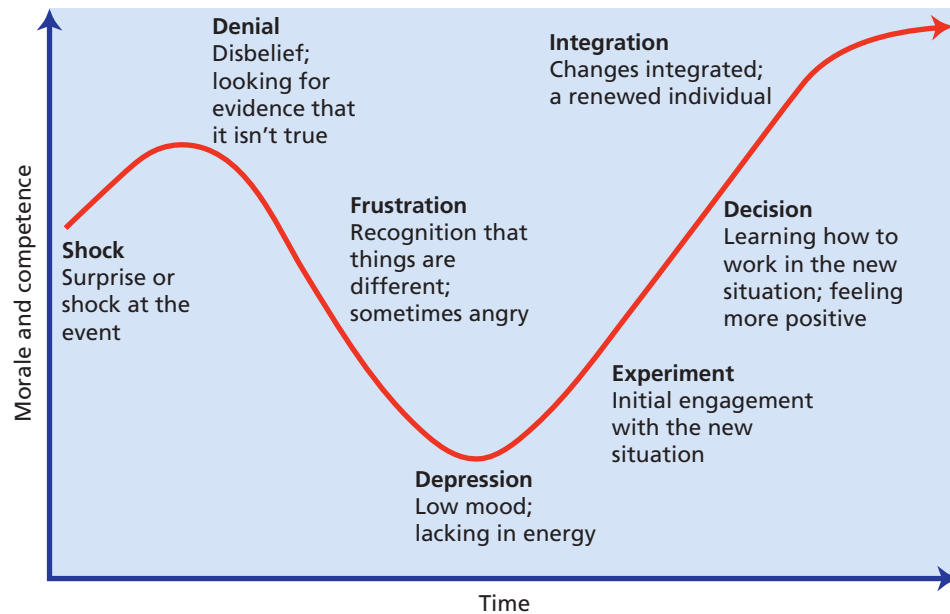 Denial
Disbelief;
looking for
evidence that
it isn't true
Integration
Changes integrated;
a renewed individual
Morale and competence
Shock
Surprise or
shock at the
event
Frustration
Recognition that
things are
different;
sometimes angry
Decision
Learning how to
work in the new
situation; feeling
more positive
Experiment
Initial engagement
with the new
situation
Depression
Low mood;
lacking in energy
Time